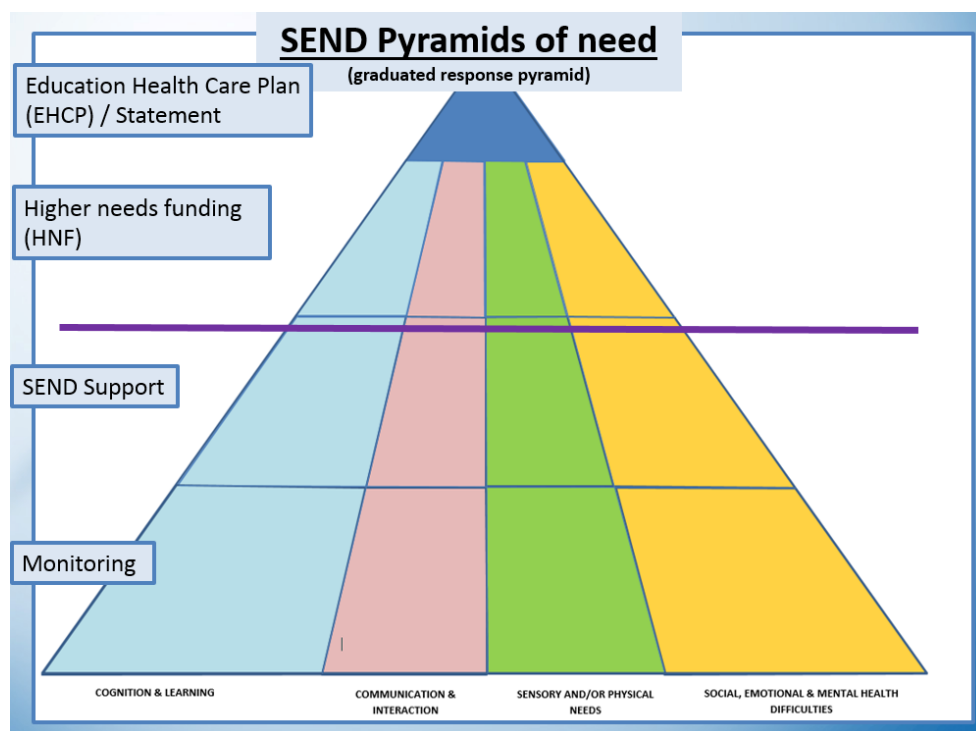 SEND Pyramids of need
(graduated response pyramid)
Education Health Care Plan
(EHCP) / Statement
Higher needs funding
(HNF)
SEND Support
Monitoring
COGNITION & LEARNING
COMMUNICATION &
INTERACTION
SENSORY AND/OR PHYSICAL
NEEDS
SOCIAL, EMOTIONAL & MENTAL HEALTH
DIFFICULTIES